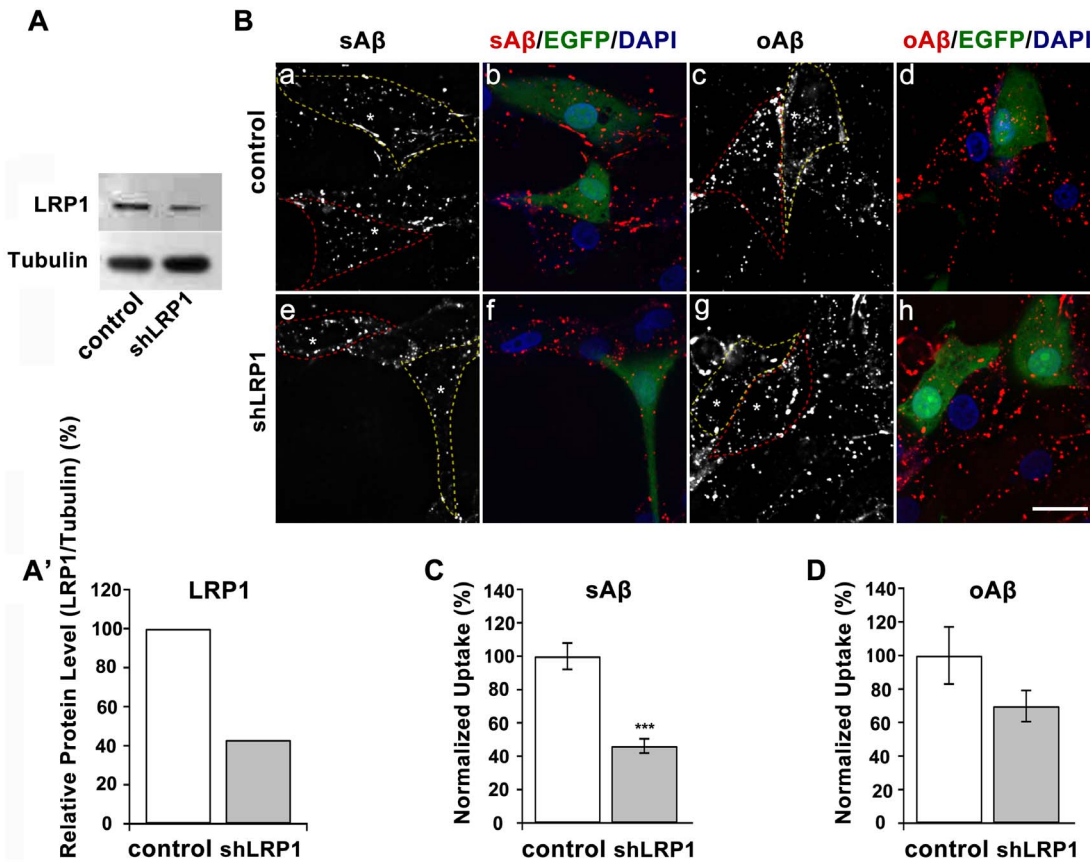 A
LRP1
Tubulin
control
shLRP1
B
sAβ
sAβ/EGFP/DAPI
oAβ
oAβ/EGFP/DAPI
control
a
b
c
d
shLRP1
e
f
g
h
*
*
*
*
*
*
*
*
A’
LRP1
Relative Protein Level (LRP1/Tubulin) (%)
120
100
80
60
40
20
0
control shLRP1
C
sAβ
Normalized Uptake (%)
140
120
100
80
60
40
20
0
***
control shLRP1
D
oAβ
Normalized Uptake (%)
140
120
100
80
60
40
80
0
control shLRP1